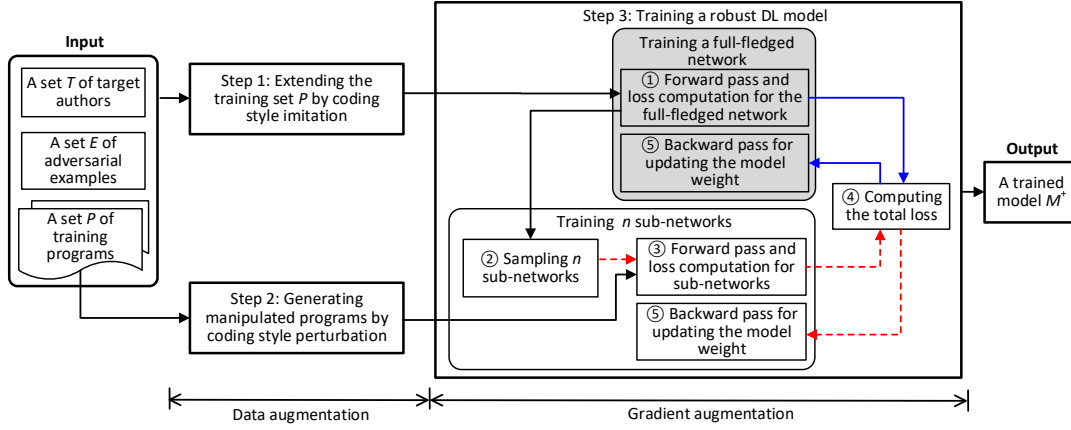 Input
A set T of target
authors
A set E of
adversarial
examples
A set P of
training
programs
Step 1: Extending the
training set P by coding
style imitation
Step 2: Generating
manipulated programs by
coding style perturbation
Step 3: Training a robust DL model
Training a full-fledged
network
① Forward pass and
loss computation for the
full-fledged network
⑤ Backward pass for
updating the model
weight
④ Computing
the total loss
Training n sub-networks
② Sampling n
sub-networks
③ Forward pass and
loss computation for
sub-networks
⑤ Backward pass for
updating the model
weight
Output
A trained
model M+
Data augmentation
Gradient augmentation